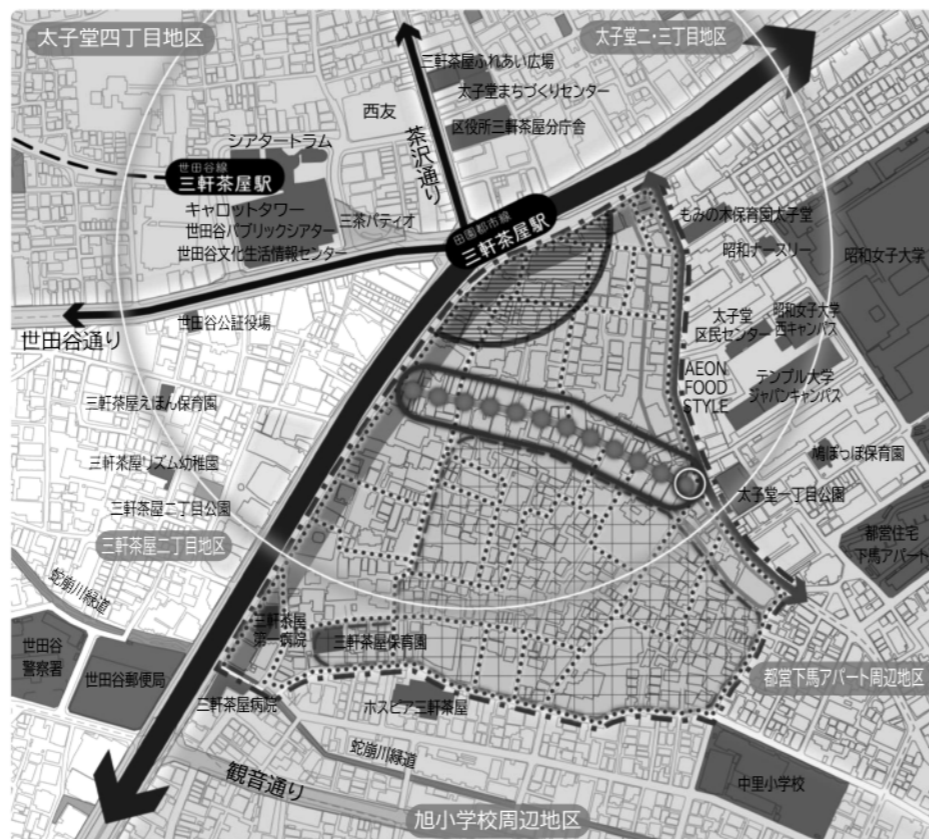 太子堂四丁目地区
太子堂二・三丁目地区
三軒茶屋ふれあい広場
太子堂まちづくりセンター
西友
区役所三軒茶屋分庁舎
茶沢通り
シアタートラム
世田谷線
三軒茶屋駅
キャロットタワー
世田谷パブリックシアター
世田谷文化生活情報センター
三茶パティオ
田園都市線
三軒茶屋駅
もみの木保育園太子堂
昭和ナースリー
昭和女子大学
世田谷通り
世田谷公証役場
太子堂
区民センター
昭和女子大学
西キャンパス
AEON
FOOD
STYLE
テンプル大学
ジャパンキャンパス
三軒茶屋えほん保育園
三軒茶屋リズム幼稚園
三軒茶屋二丁目公園
三軒茶屋二丁目地区
鳩ぽっぽ保育園
太子堂一丁目公園
都営住宅
下馬アパート
蛇崩川緑道
世田谷
警察署
世田谷郵便局
三軒茶屋
第一病院
三軒茶屋保育園
三軒茶屋病院
ホスピア三軒茶屋
都営下馬アパート周辺地区
蛇崩川緑道
観音通り
中里小学校
旭小学校周辺地区